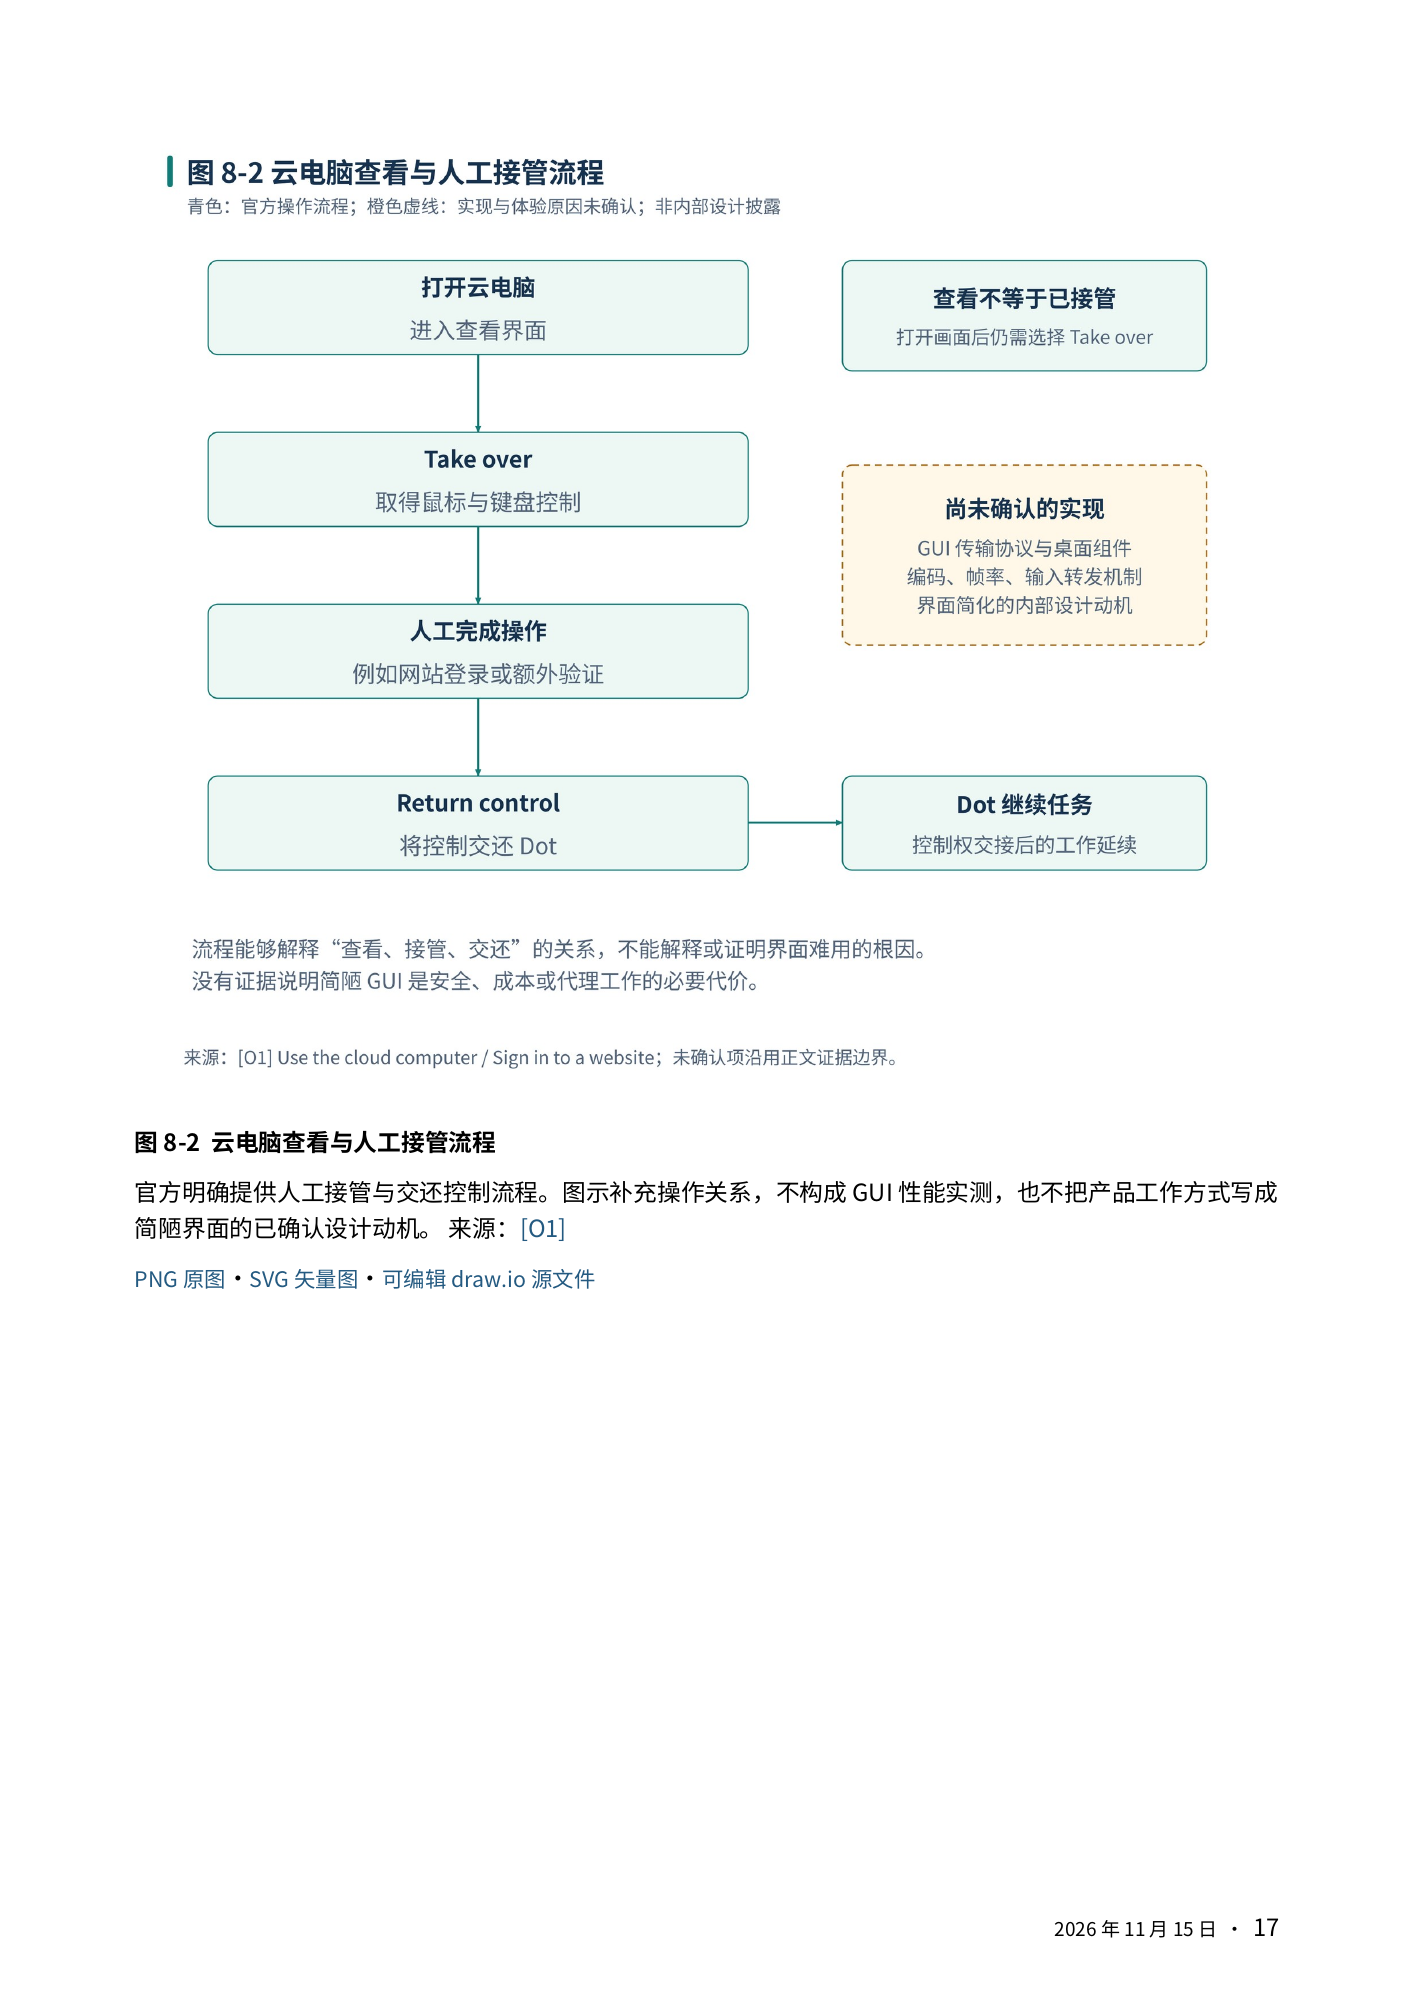 图 8-2 云电脑查看与人工接管流程
青色：官方操作流程；橙色虚线：实现与体验原因未确认；非内部设计披露
打开云电脑
进入查看界面
查看不等于已接管
打开画面后仍需选择 Take over
Take over
取得鼠标与键盘控制
尚未确认的实现
GUI 传输协议与桌面组件
编码、帧率、输入转发机制
界面简化的内部设计动机
人工完成操作
例如网站登录或额外验证
Return control
将控制交还 Dot
Dot 继续任务
控制权交接后的工作延续
流程能够解释“查看、接管、交还”的关系，不能解释或证明界面难用的根因。
没有证据说明简陋 GUI 是安全、成本或代理工作的必要代价。
来源：[O1] Use the cloud computer / Sign in to a website；未确认项沿用正文证据边界。
图 8-2 云电脑查看与人工接管流程
官方明确提供人工接管与交还控制流程。图示补充操作关系，不构成 GUI 性能实测，也不把产品工作方式写成
简陋界面的已确认设计动机。 来源：[O1]
PNG 原图 • SVG 矢量图 • 可编辑 draw.io 源文件
2026 年 11 月 15 日 · 17